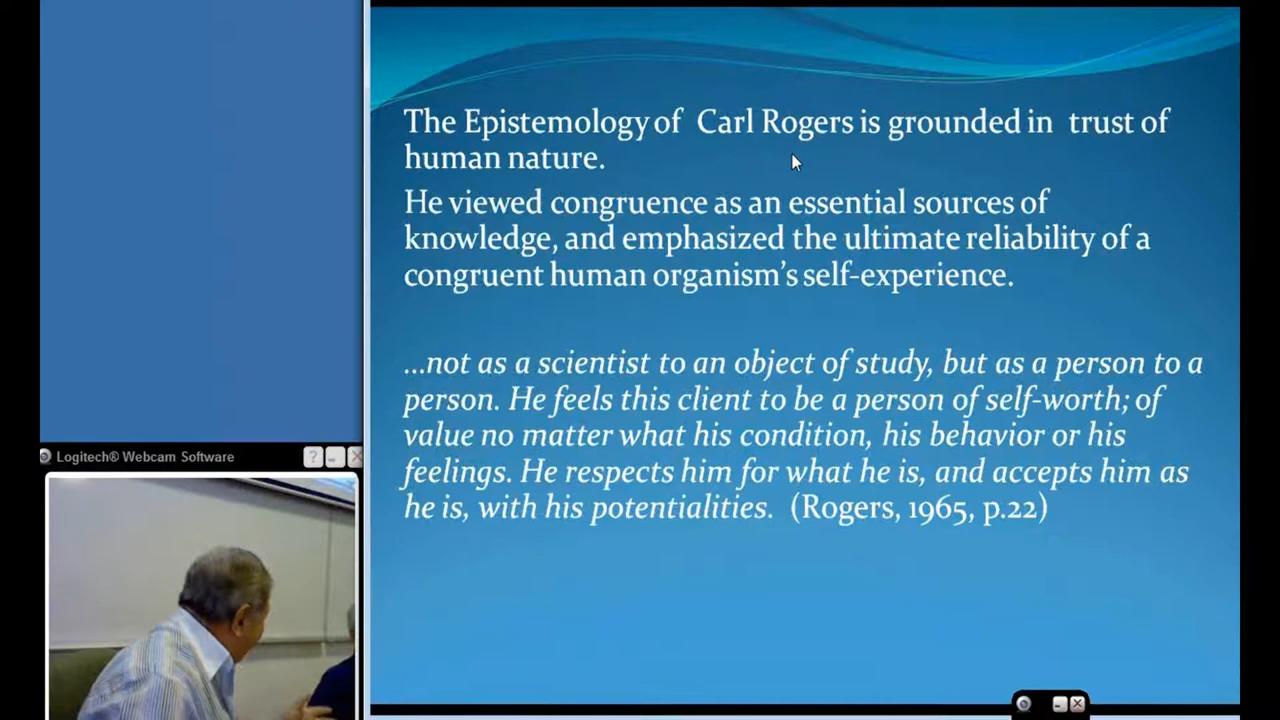 The Epistemology of Carl Rogers is grounded in trust of
human nature.
He viewed congruence as an essential sources of
knowledge, and emphasized the ultimate reliability of a
congruent human organism's self-experience.
...not as a scientist to an object of study, but as a person to a
person. He feels this client to be a person of self-worth; of
value no matter what his condition, his behavior or his
feelings. He respects him for what he is, and accepts him as
he is, with his potentialities. (Rogers, 1965, p.22)
Logitech® Webcam Software